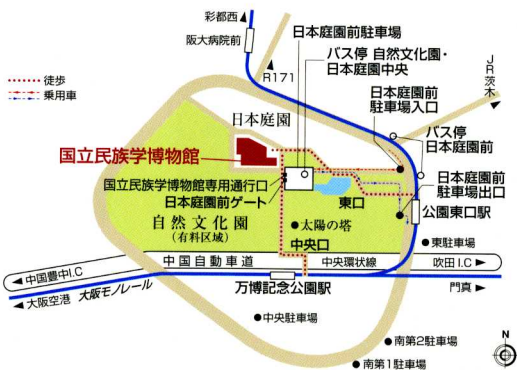 彩都西
阪大病院前
日本庭園前駐車場
バス停 自然文化園・
日本庭園中央
R171
JR茨木
徒歩
乗用車
日本庭園前
駐車場入口
日本庭園
バス停
日本庭園前
国立民族学博物館
国立民族学博物館専用通行口
日本庭園前ゲート
東口
日本庭園前
駐車場出口
公園東口駅
自然文化園
(有料区域)
太陽の塔
中央口
東駐車場
中国自動車道
中央環状線
吹田I.C
中国豊中I.C
大阪空港
大阪モノレール
万博記念公園駅
門真
中央駐車場
南第2駐車場
南第1駐車場
N